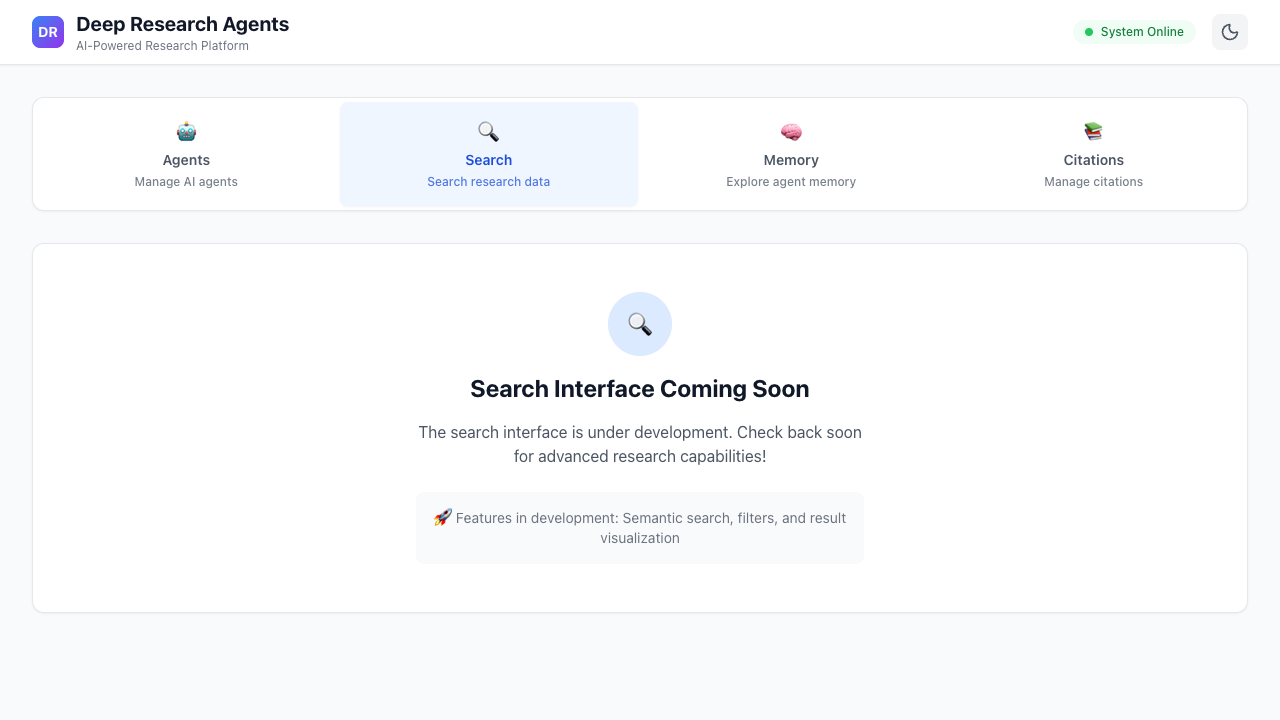 DR
Deep Research Agents
AI-Powered Research Platform
System Online
Agents
Manage AI agents
Search
Search research data
Memory
Explore agent memory
Citations
Manage citations
Search Interface Coming Soon
The search interface is under development. Check back soon
for advanced research capabilities!
🚀 Features in development: Semantic search, filters, and result
visualization